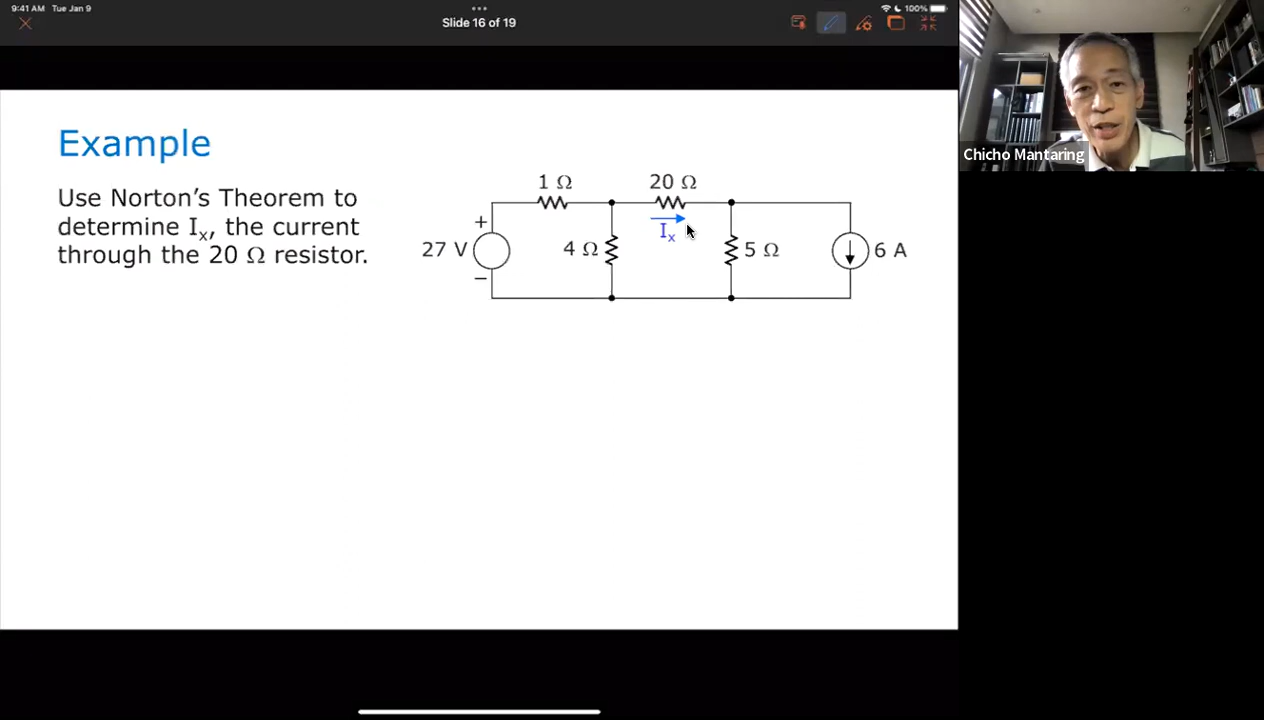 9:41 AM Tue Jan 9
100%
Slide 16 of 19
Chicho Mantaring
Example
Use Norton's Theorem to
determine Ix, the current
through the 20 Ω resistor.
1 Ω
20 Ω
+
Ix
27 V
4 Ω
5 Ω
6 A
−